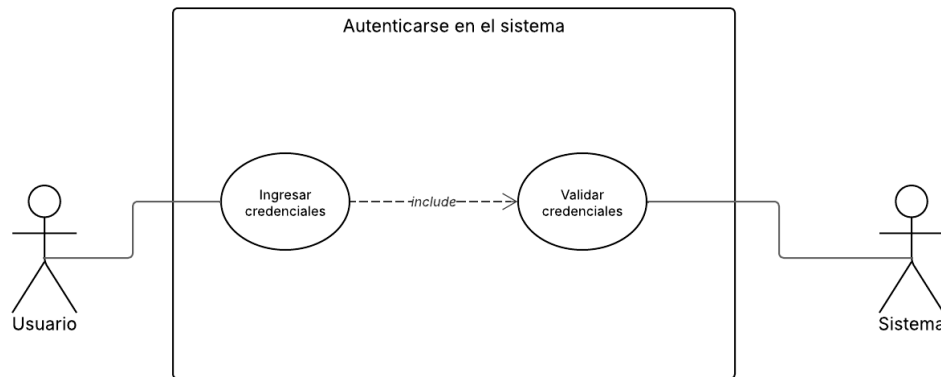 Autenticarse en el sistema
Ingresar
credenciales
include
Validar
credenciales
Usuario
Sistema